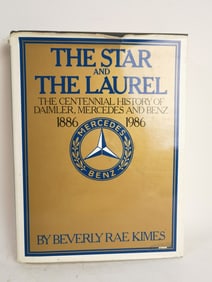 THE STAR
AND
THE LAUREL
THE CENTENNIAL HISTORY OF
DAIMLER, MERCEDES AND BENZ
1886 1986
MERCEDES
BENZ
BY BEVERLY RAE KIMES